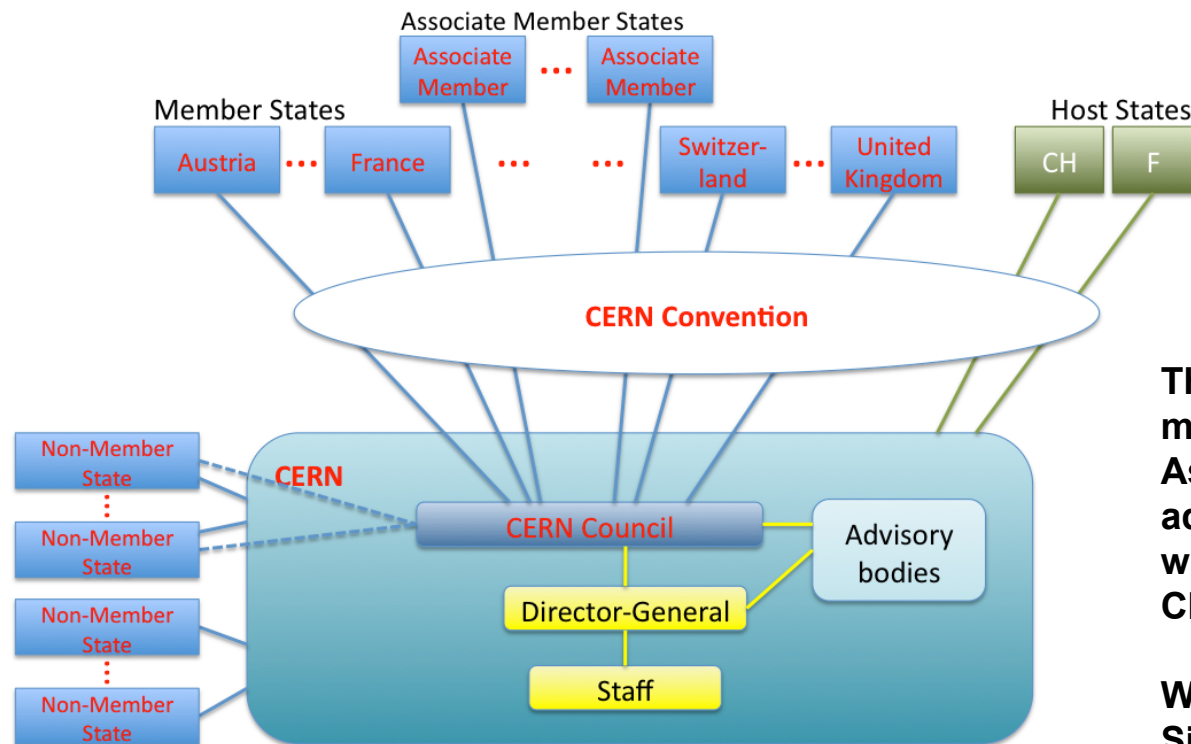 Associate Member States
Associate
Member
...
Associate
Member
Member States
Host States
Austria
...
France
...
...
Switzer-
land
...
United
Kingdom
CH
F
CERN Convention
Non-Member
State
Non-Member
State
Non-Member
State
Non-Member
State
CERN
CERN Council
Advisory
bodies
Director-General
Staff